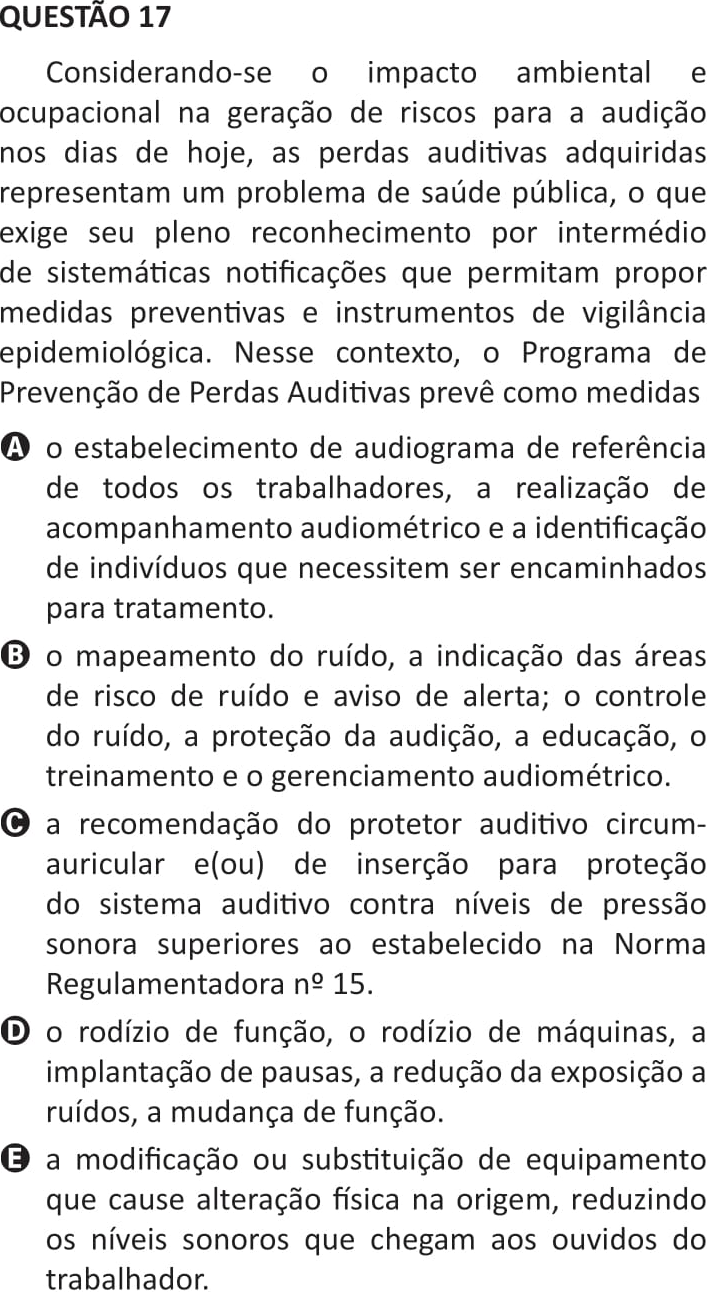 QUESTÃO 17
Considerando-se o impacto ambiental e
ocupacional na geração de riscos para a audição
nos dias de hoje, as perdas auditivas adquiridas
representam um problema de saúde pública, o que
exige seu pleno reconhecimento por intermédio
de sistemáticas notificações que permitam propor
medidas preventivas e instrumentos de vigilância
epidemiológica. Nesse contexto, o Programa de
Prevenção de Perdas Auditivas prevê como medidas
A o estabelecimento de audiograma de referência
de todos os trabalhadores, a realização de
acompanhamento audiométrico e a identificação
de indivíduos que necessitem ser encaminhados
para tratamento.
B o mapeamento do ruído, a indicação das áreas
de risco de ruído e aviso de alerta; o controle
do ruído, a proteção da audição, a educação, o
treinamento e o gerenciamento audiométrico.
C a recomendação do protetor auditivo circum-
auricular e(ou) de inserção para proteção
do sistema auditivo contra níveis de pressão
sonora superiores ao estabelecido na Norma
Regulamentadora nº 15.
D o rodízio de função, o rodízio de máquinas, a
implantação de pausas, a redução da exposição a
ruídos, a mudança de função.
E a modificação ou substituição de equipamento
que cause alteração física na origem, reduzindo
os níveis sonoros que chegam aos ouvidos do
trabalhador.